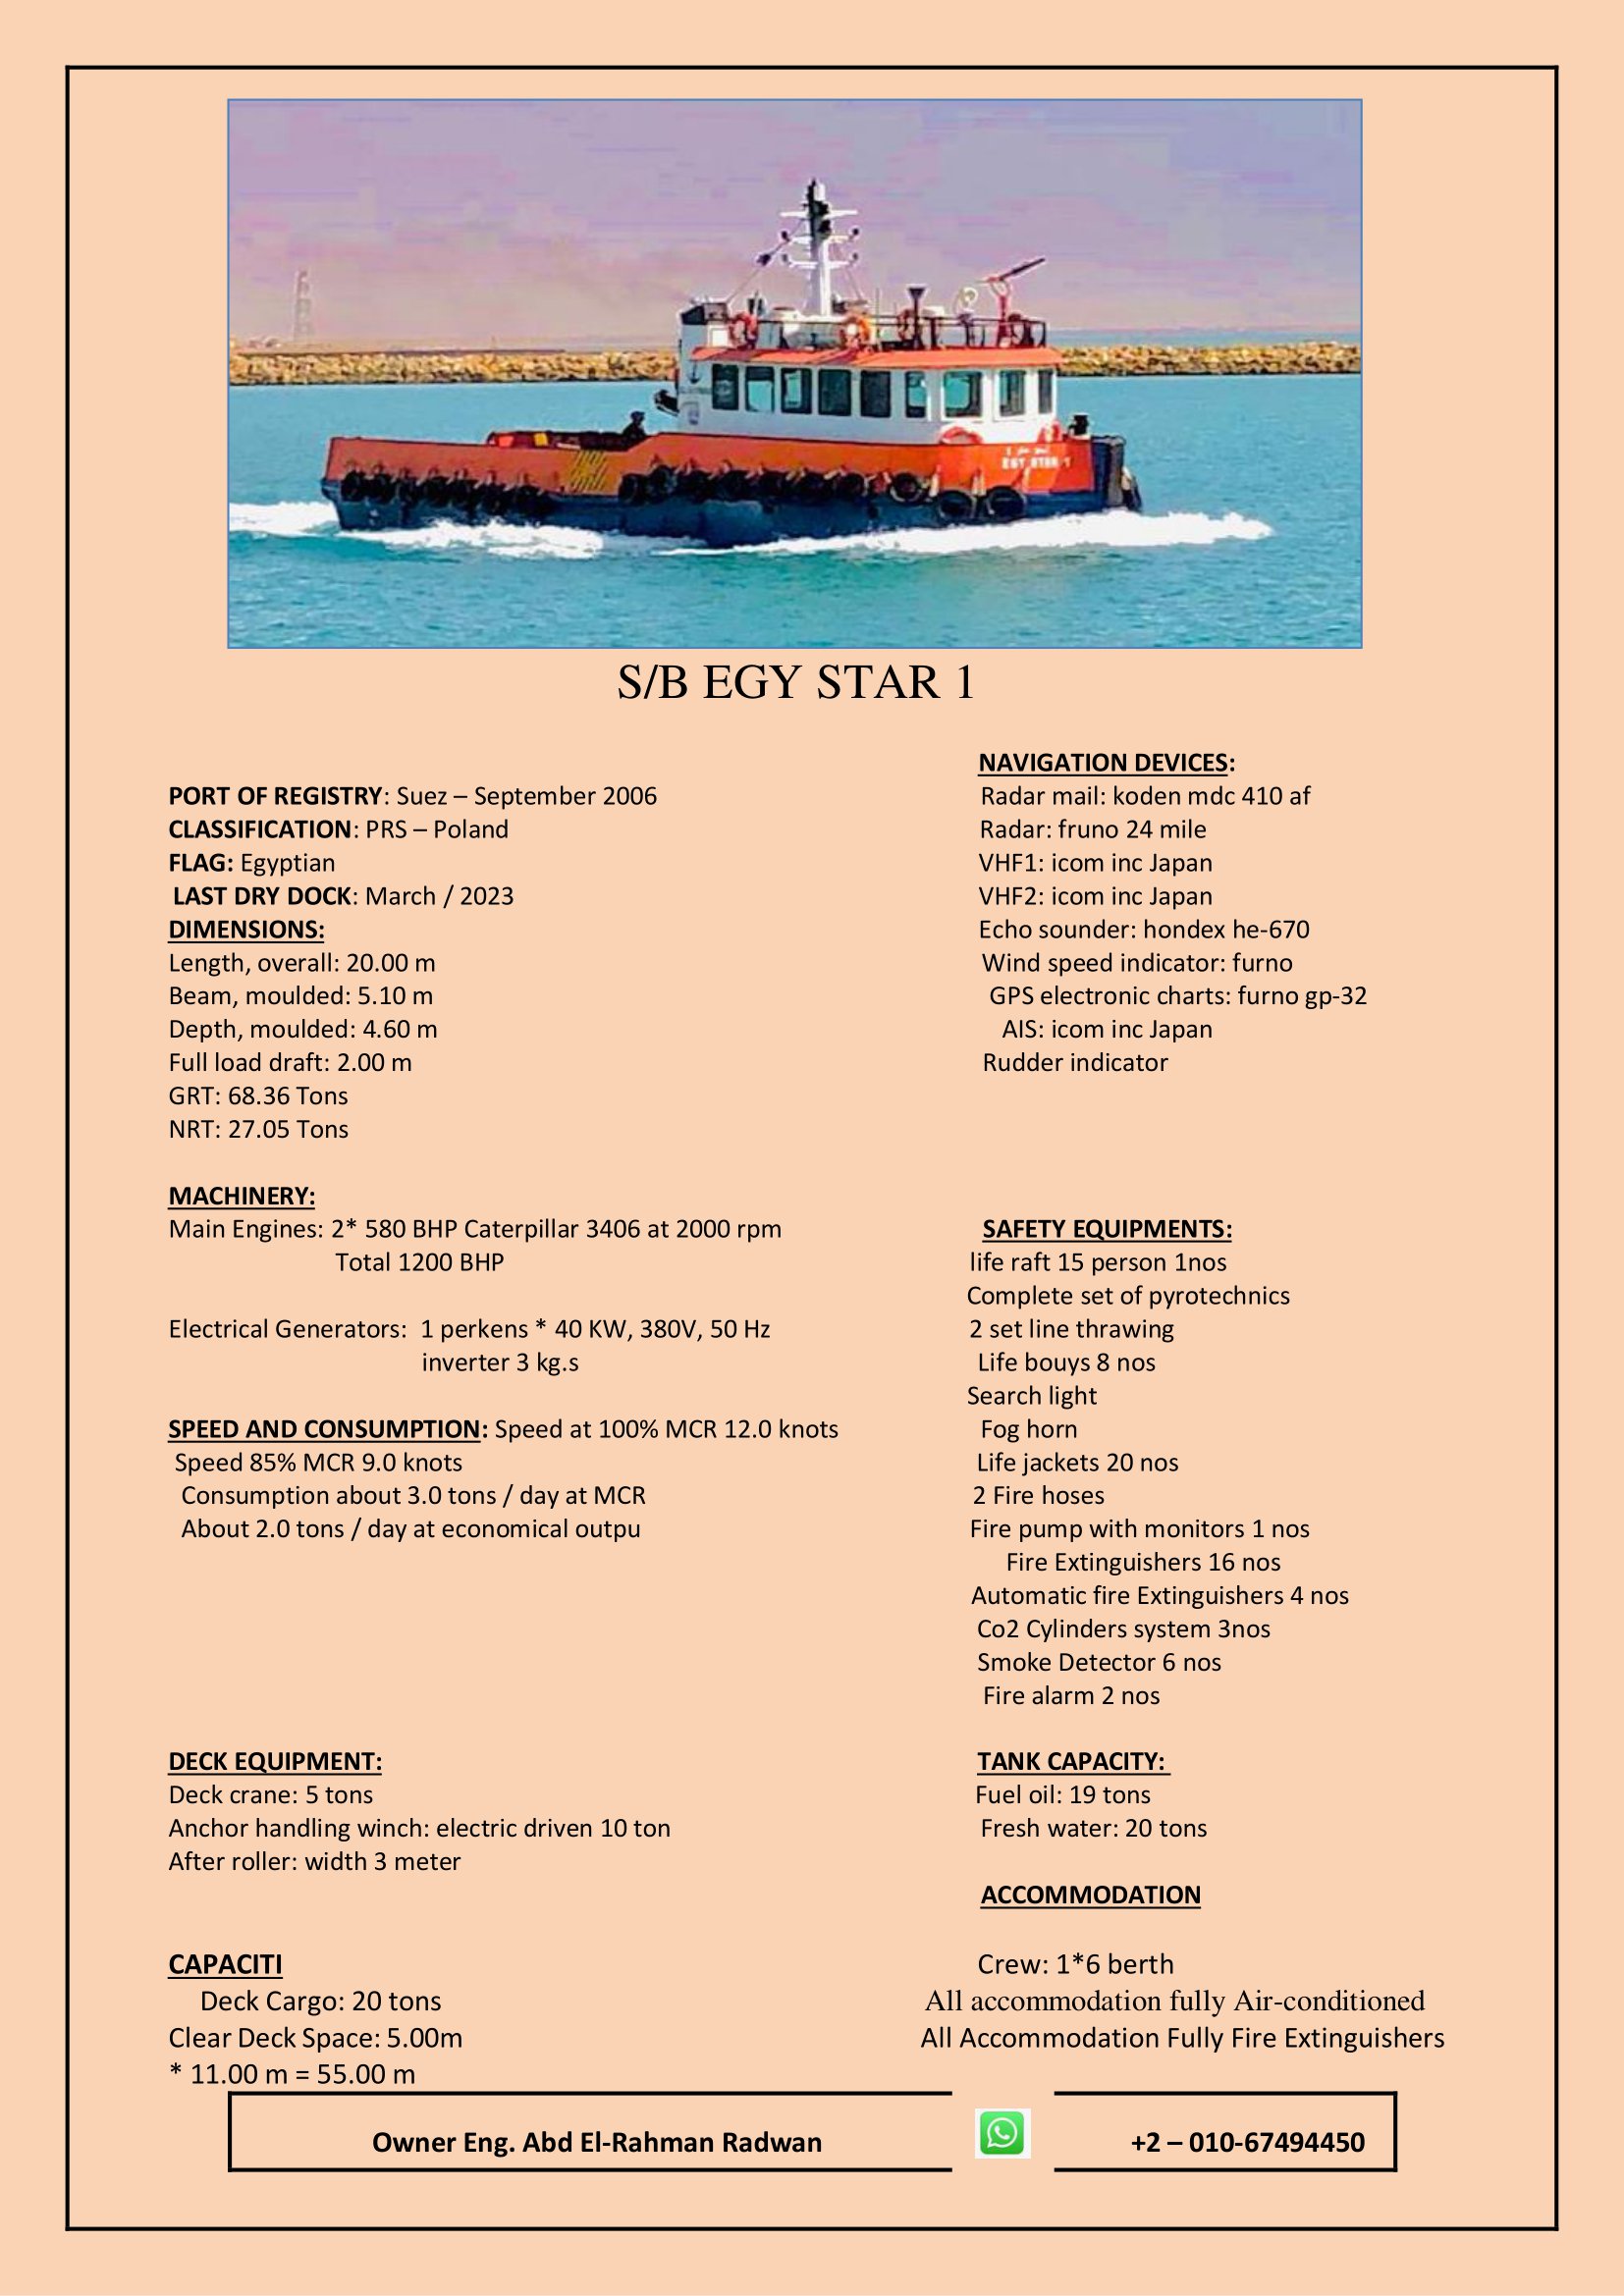 EGY STAR 1
S/B EGY STAR 1
PORT OF REGISTRY: Suez – September 2006
CLASSIFICATION: PRS – Poland
FLAG: Egyptian
LAST DRY DOCK: March / 2023
DIMENSIONS:
Length, overall: 20.00 m
Beam, moulded: 5.10 m
Depth, moulded: 4.60 m
Full load draft: 2.00 m
GRT: 68.36 Tons
NRT: 27.05 Tons
MACHINERY:
Main Engines: 2* 580 BHP Caterpillar 3406 at 2000 rpm
Total 1200 BHP
Electrical Generators: 1 perkens * 40 KW, 380V, 50 Hz
inverter 3 kg.s
SPEED AND CONSUMPTION: Speed at 100% MCR 12.0 knots
Speed 85% MCR 9.0 knots
Consumption about 3.0 tons / day at MCR
About 2.0 tons / day at economical outpu
DECK EQUIPMENT:
Deck crane: 5 tons
Anchor handling winch: electric driven 10 ton
After roller: width 3 meter
CAPACITI
Deck Cargo: 20 tons
Clear Deck Space: 5.00m
* 11.00 m = 55.00 m
NAVIGATION DEVICES:
Radar mail: koden mdc 410 af
Radar: fruno 24 mile
VHF1: icom inc Japan
VHF2: icom inc Japan
Echo sounder: hondex he-670
Wind speed indicator: furno
GPS electronic charts: furno gp-32
AIS: icom inc Japan
Rudder indicator
SAFETY EQUIPMENTS:
life raft 15 person 1nos
Complete set of pyrotechnics
2 set line thrawing
Life bouys 8 nos
Search light
Fog horn
Life jackets 20 nos
2 Fire hoses
Fire pump with monitors 1 nos
Fire Extinguishers 16 nos
Automatic fire Extinguishers 4 nos
Co2 Cylinders system 3nos
Smoke Detector 6 nos
Fire alarm 2 nos
TANK CAPACITY:
Fuel oil: 19 tons
Fresh water: 20 tons
ACCOMMODATION
Crew: 1*6 berth
All accommodation fully Air-conditioned
All Accommodation Fully Fire Extinguishers
Owner Eng. Abd El-Rahman Radwan
+2 – 010-67494450